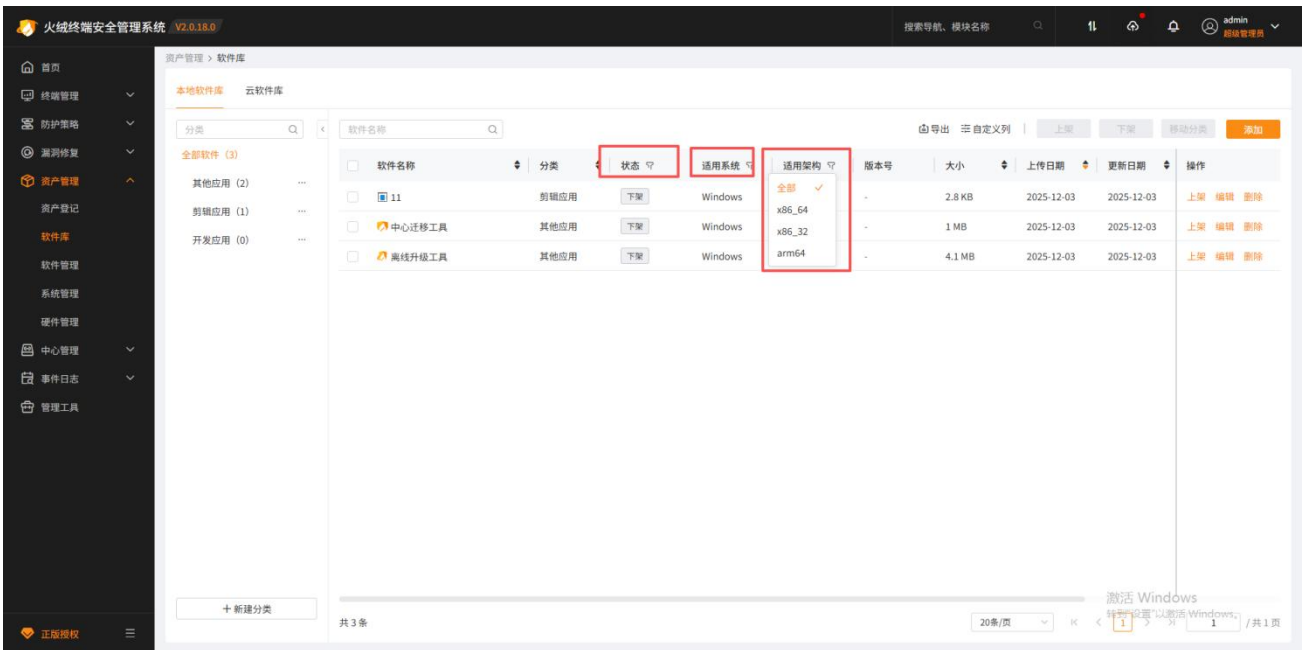 火绒终端安全管理系统 V2.0.18.0 搜索导航、模块名称 admin 超级管理员
首页
终端管理
防护策略
漏洞修复
资产管理
资产登记
软件库
软件管理
系统管理
硬件管理
中心管理
事件日志
管理工具
正版授权
资产管理 > 软件库
本地软件库 云软件库
分类
全部软件（3）
其他应用（2） ...
剪辑应用（1） ...
开发应用（0） ...
+ 新建分类
软件名称 导出 自定义列 上架 下架 移动分类 添加
软件名称 分类 状态 适用系统 适用架构 版本号 大小 上传日期 更新日期 操作
11 剪辑应用 下架 Windows - 2.8 KB 2025-12-03 2025-12-03 上架 编辑 删除
中心迁移工具 其他应用 下架 Windows - 1 MB 2025-12-03 2025-12-03 上架 编辑 删除
离线升级工具 其他应用 下架 Windows - 4.1 MB 2025-12-03 2025-12-03 上架 编辑 删除
全部
x86_64
x86_32
arm64
激活 Windows
转到"设置"以激活 Windows。
共 3 条 20条/页 1 1 / 共 1 页